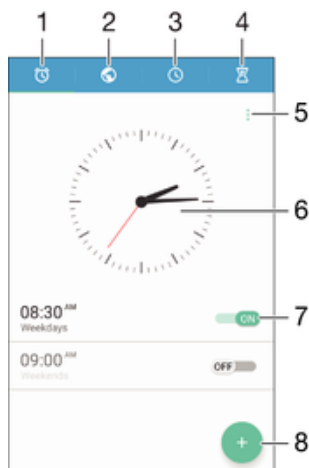 1 2 3 4
5
6
08:30 AM
Weekdays
ON
7
09:00 AM
Weekends
OFF
8